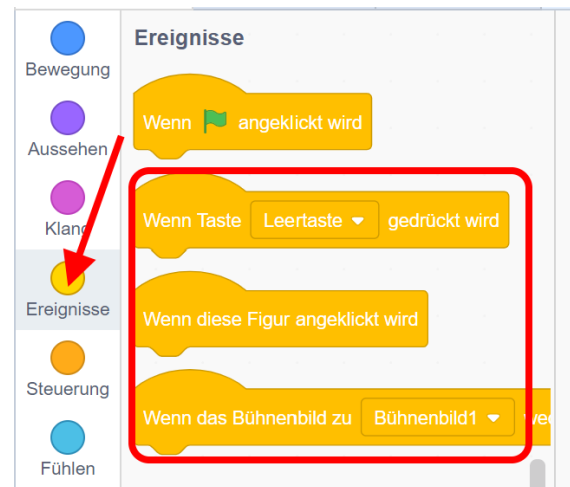 Bewegung
Aussehen
Klang
Ereignisse
Steuerung
Fühlen
Ereignisse
Wenn angeklickt wird
Wenn Taste Leertaste gedrückt wird
Wenn diese Figur angeklickt wird
Wenn das Bühnenbild zu Bühnenbild1